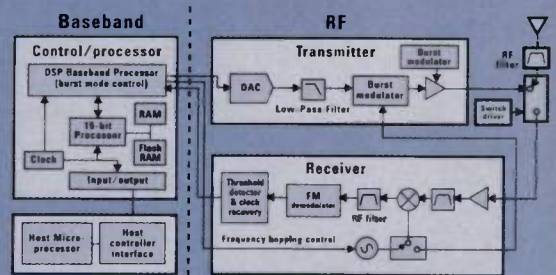 Baseband
RF
Control/processor
DSP Baseband Processor
(burst mode control)
16-bit
Processor
RAM
Flash
RAM
Clock
Input/output
Host Micro-
processor
Host
controller
interface
Transmitter
DAC
Low-Pass Filter
Burst
modulator
Burst
modulator
RF
filter
Switch
driver
Receiver
Threshold
detector
& clock
recovery
FM
demodulator
RF filter
Frequency hopping control